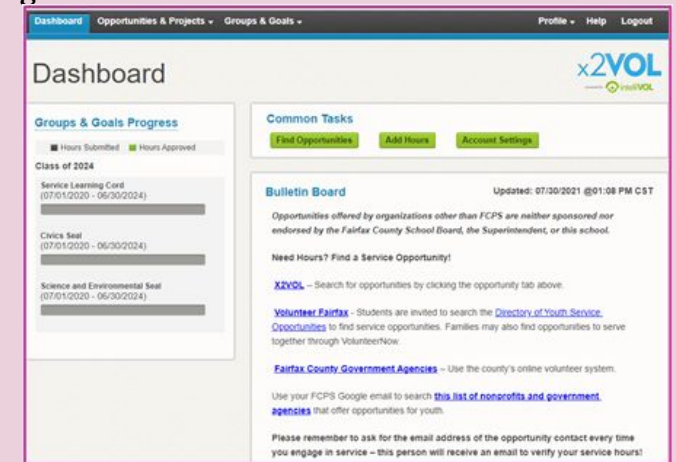 Dashboard Opportunities & Projects Groups & Goals Profile Help Logout
Dashboard
x2VOL
intelliVOL
Groups & Goals Progress
Hours Submitted Hours Approved
Class of 2024
Service Learning Cord
(07/01/2020 - 06/30/2024)
Civics Seal
(07/01/2020 - 06/30/2024)
Science and Environmental Seal
(07/01/2020 - 06/30/2024)
Common Tasks
Find Opportunities Add Hours Account Settings
Bulletin Board Updated: 07/30/2021 @01:08 PM CST
Opportunities offered by organizations other than FCPS are neither sponsored nor
endorsed by the Fairfax County School Board, the Superintendent, or this school.
Need Hours? Find a Service Opportunity!
X2VOL – Search for opportunities by clicking the opportunity tab above.
Volunteer Fairfax - Students are invited to search the Directory of Youth Service
Opportunities to find service opportunities. Families may also find opportunities to serve
together through VolunteerNow.
Fairfax County Government Agencies – Use the county's online volunteer system.
Use your FCPS Google email to search this list of nonprofits and government
agencies that offer opportunities for youth.
Please remember to ask for the email address of the opportunity contact every time
you engage in service – this person will receive an email to verify your service hours!